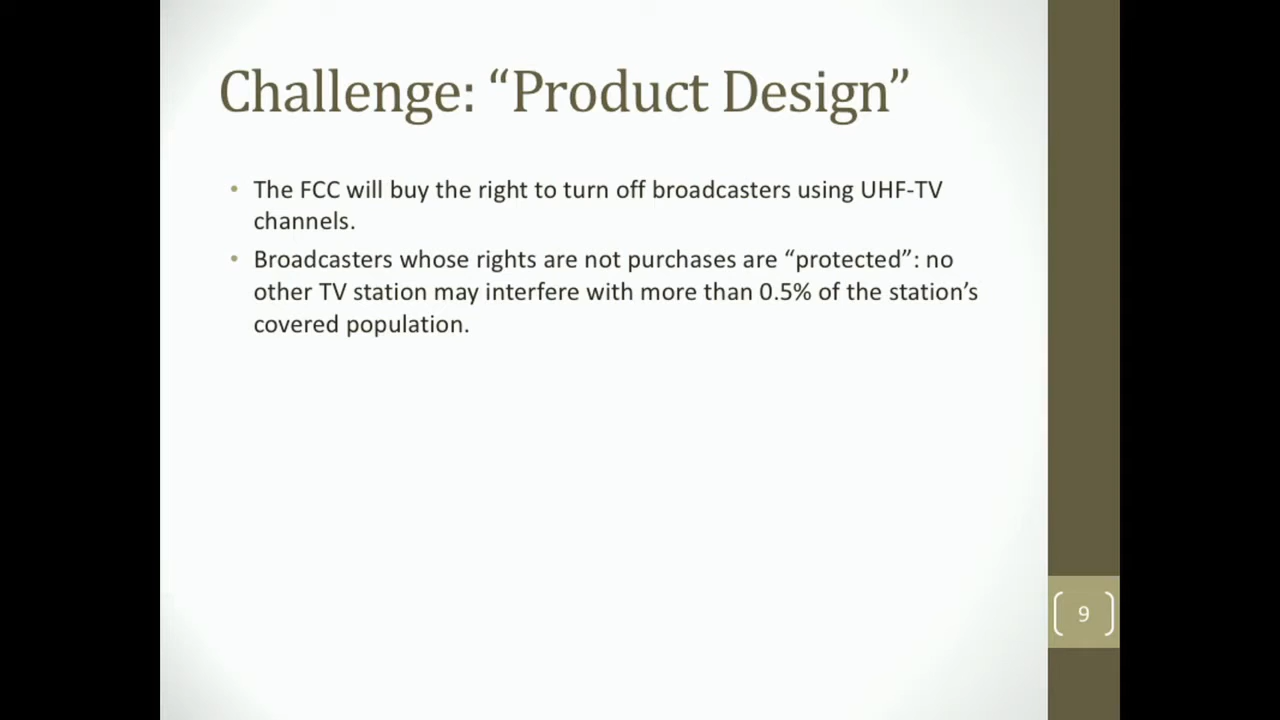 Challenge: “Product Design”
• The FCC will buy the right to turn off broadcasters using UHF-TV
channels.
• Broadcasters whose rights are not purchases are “protected”: no
other TV station may interfere with more than 0.5% of the station’s
covered population.
9